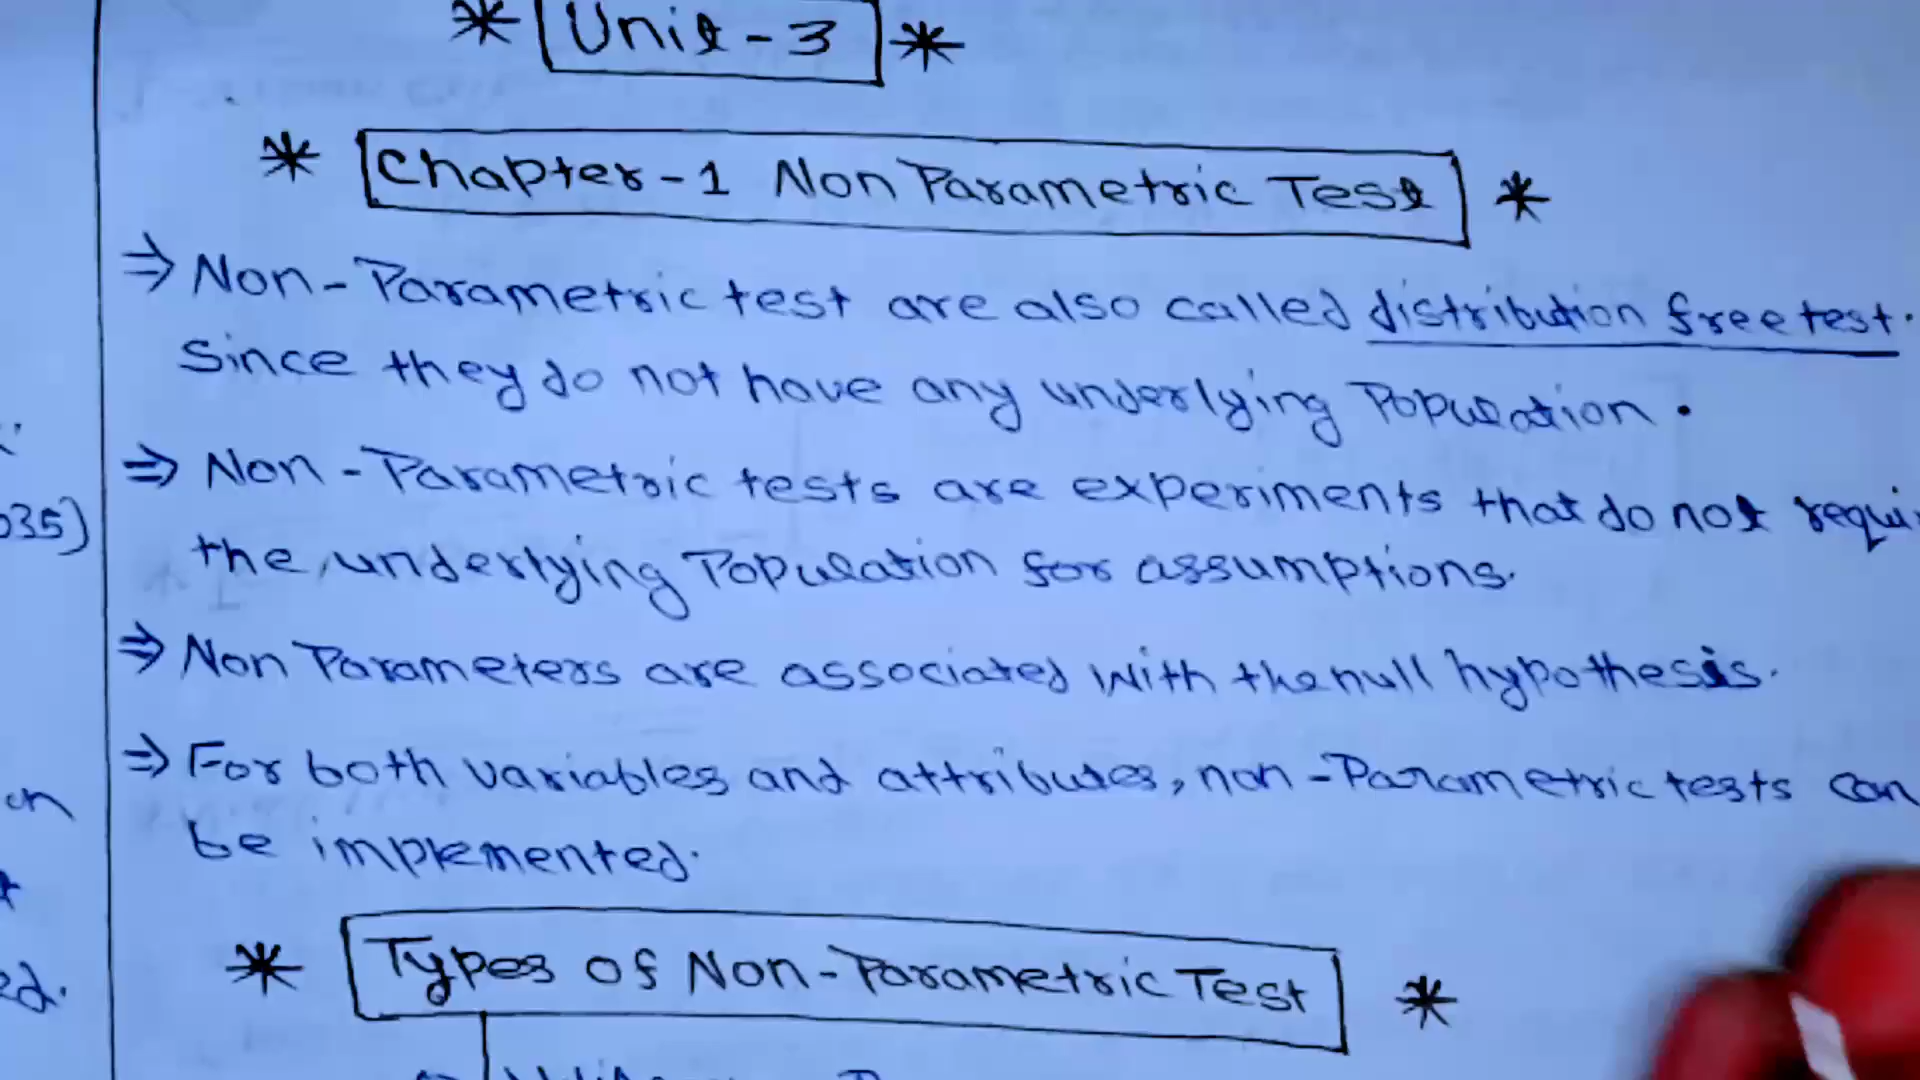 * Unit - 3 *
* Chapter - 1 Non Parametric Test *
⇒ Non - Parametric test are also called distribution free test.
Since they do not have any underlying Population.
⇒ Non - Parametric tests are experiments that do not requi
the underlying Population for assumptions.
⇒ Non Parameters are associated with the null hypothesis.
⇒ For both variables and attributes, non - Parametric tests can
be implemented.
* Types of Non - Parametric Test *
035)
on
ed.